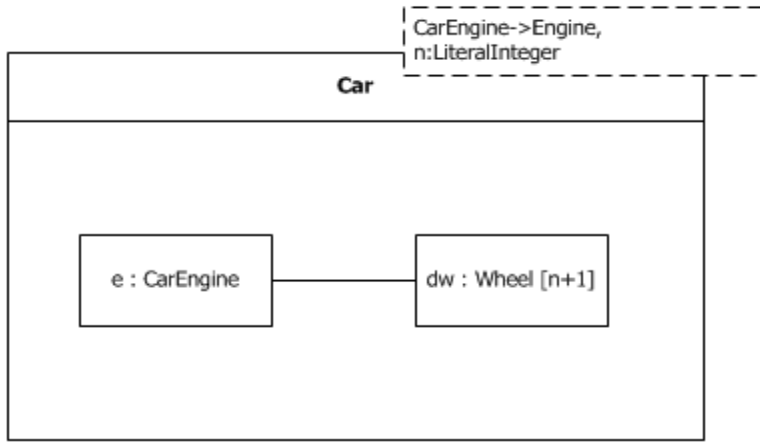 CarEngine->Engine,
n:LiteralInteger
Car
e : CarEngine
dw : Wheel [n+1]